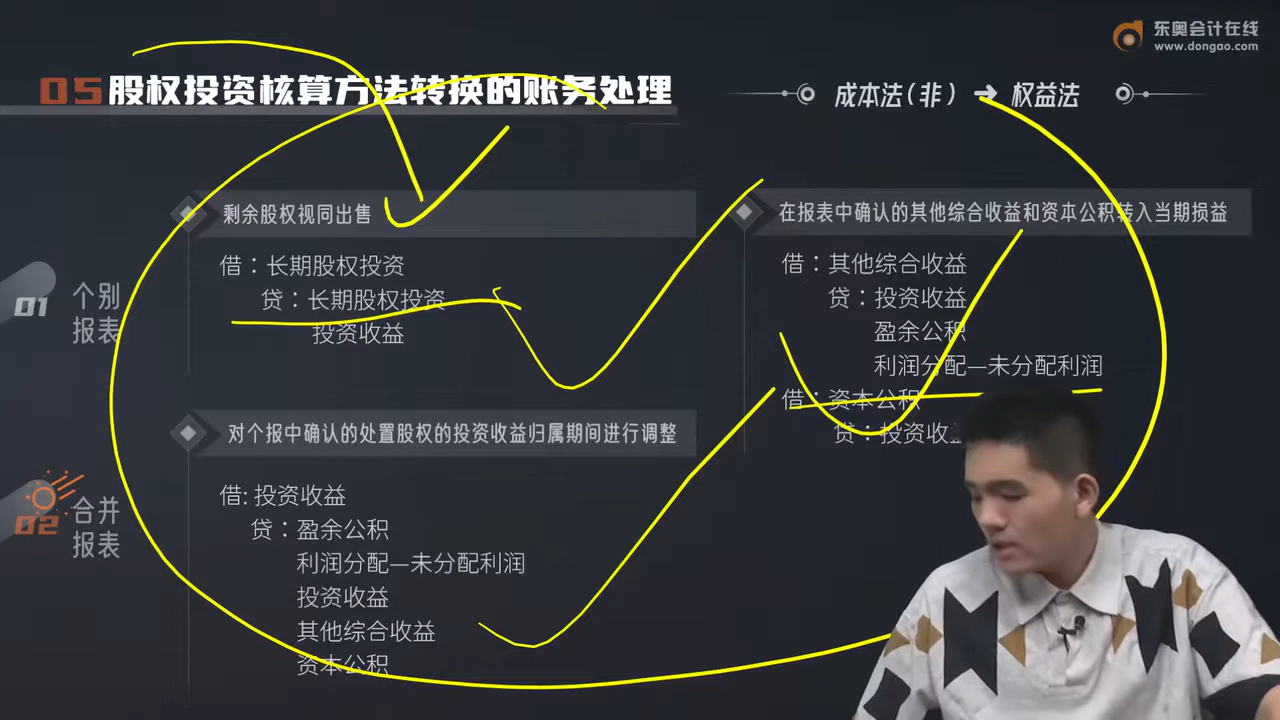 东奥会计在线
www.dongao.com
05股权投资核算方法转换的账务处理
成本法(非) ➔ 权益法
01
个别
报表
02
合并
报表
剩余股权视同出售
借：长期股权投资
贷：长期股权投资
投资收益
对个报中确认的处置股权的投资收益归属期间进行调整
借: 投资收益
贷：盈余公积
利润分配—未分配利润
投资收益
其他综合收益
资本公积
在报表中确认的其他综合收益和资本公积转入当期损益
借：其他综合收益
贷：投资收益
盈余公积
利润分配—未分配利润
借：资本公积
贷：投资收